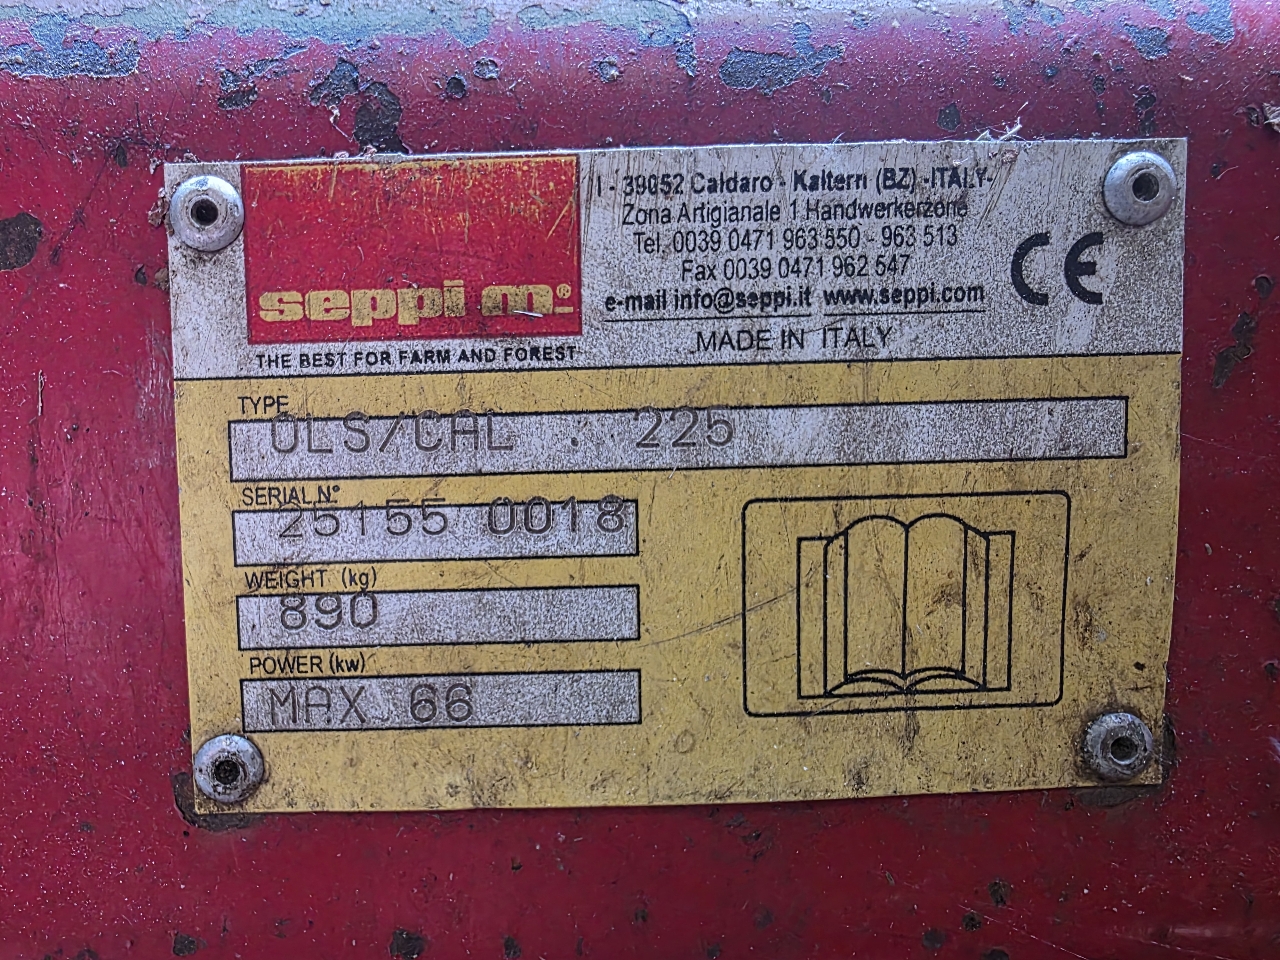 seppi m.®
THE BEST FOR FARM AND FOREST
I - 39052 Caldaro - Kaltern (BZ) -ITALY-
Zona Artigianale 1 Handwerkerzone
Tel. 0039 0471 963 550 - 963 513
Fax 0039 0471 962 547
e-mail info@seppi.it www.seppi.com
MADE IN ITALY
CE
TYPE
OLS/CAL . 225
SERIAL N°
25155 0018
WEIGHT (kg)
890
POWER (kw)
MAX 66